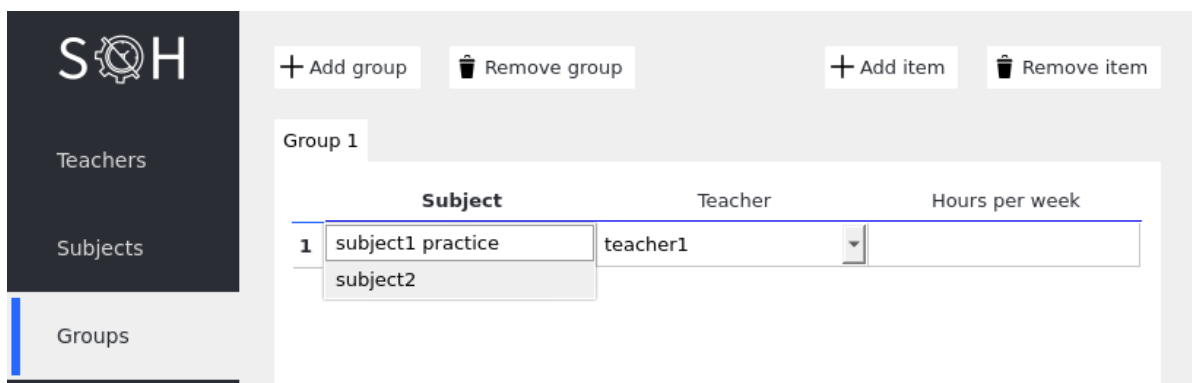 SOH
Teachers
Subjects
Groups
Add group Remove group Add item Remove item
Group 1
Subject Teacher Hours per week
1 subject1 practice teacher1
subject2